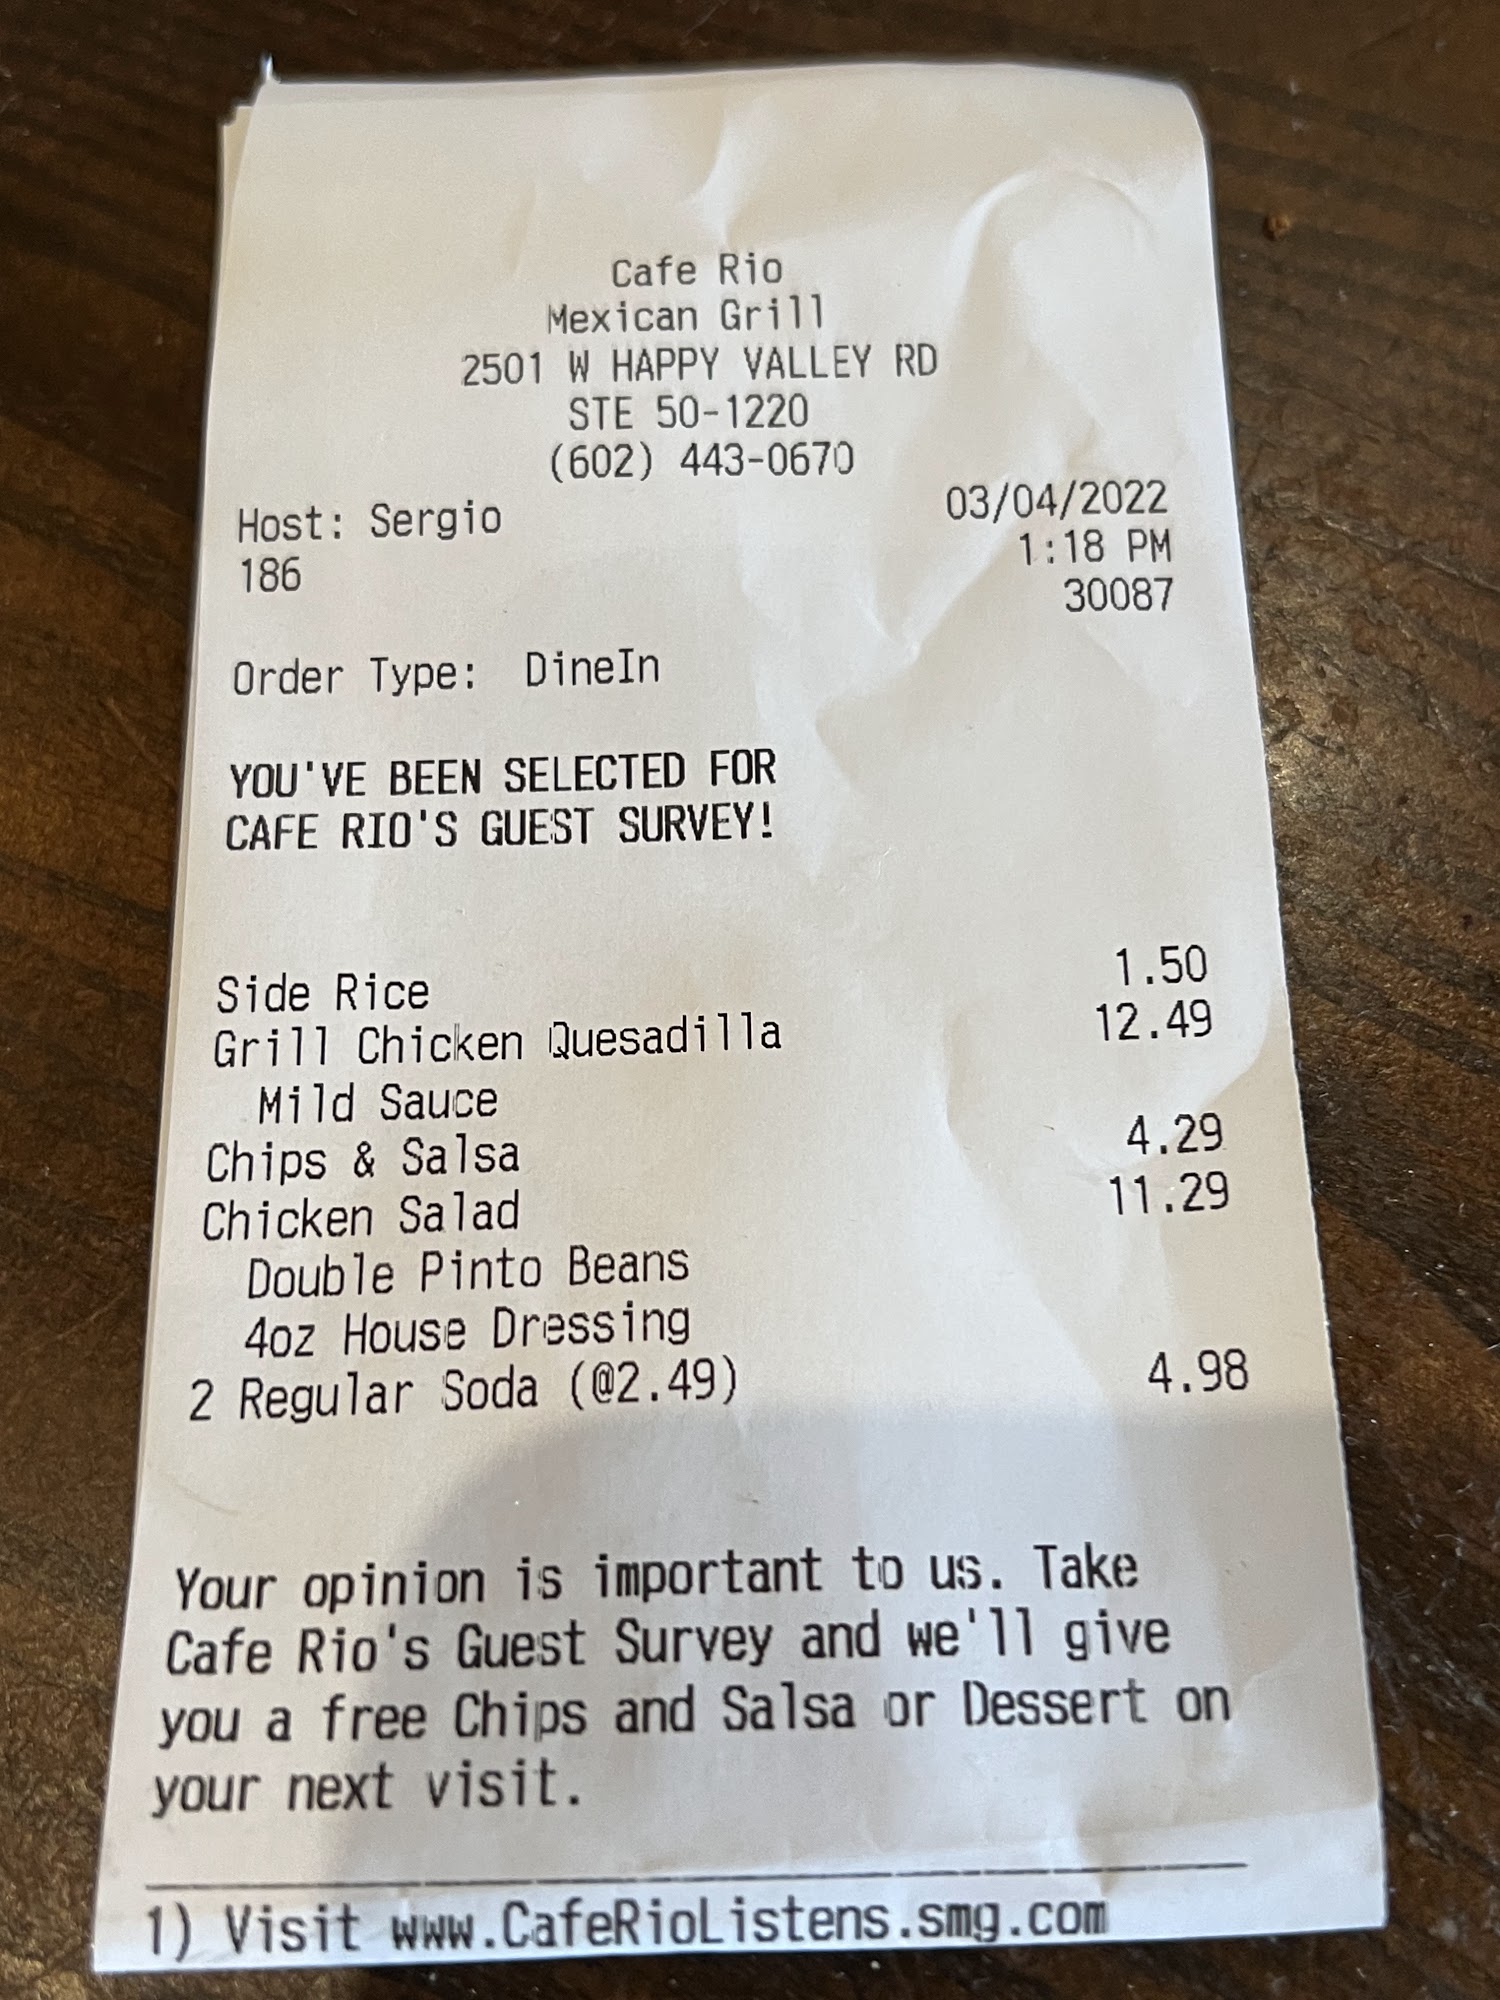 Cafe Rio
Mexican Grill
2501 W HAPPY VALLEY RD
STE 50-1220
(602) 443-0670
Host: Sergio 03/04/2022
186 1:18 PM
30087
Order Type: DineIn
YOU'VE BEEN SELECTED FOR
CAFE RIO'S GUEST SURVEY!
Side Rice 1.50
Grill Chicken Quesadilla 12.49
Mild Sauce
Chips & Salsa 4.29
Chicken Salad 11.29
Double Pinto Beans
4oz House Dressing
2 Regular Soda (@2.49) 4.98
Your opinion is important to us. Take
Cafe Rio's Guest Survey and we'll give
you a free Chips and Salsa or Dessert on
your next visit.
1) Visit www.CafeRioListens.smg.com